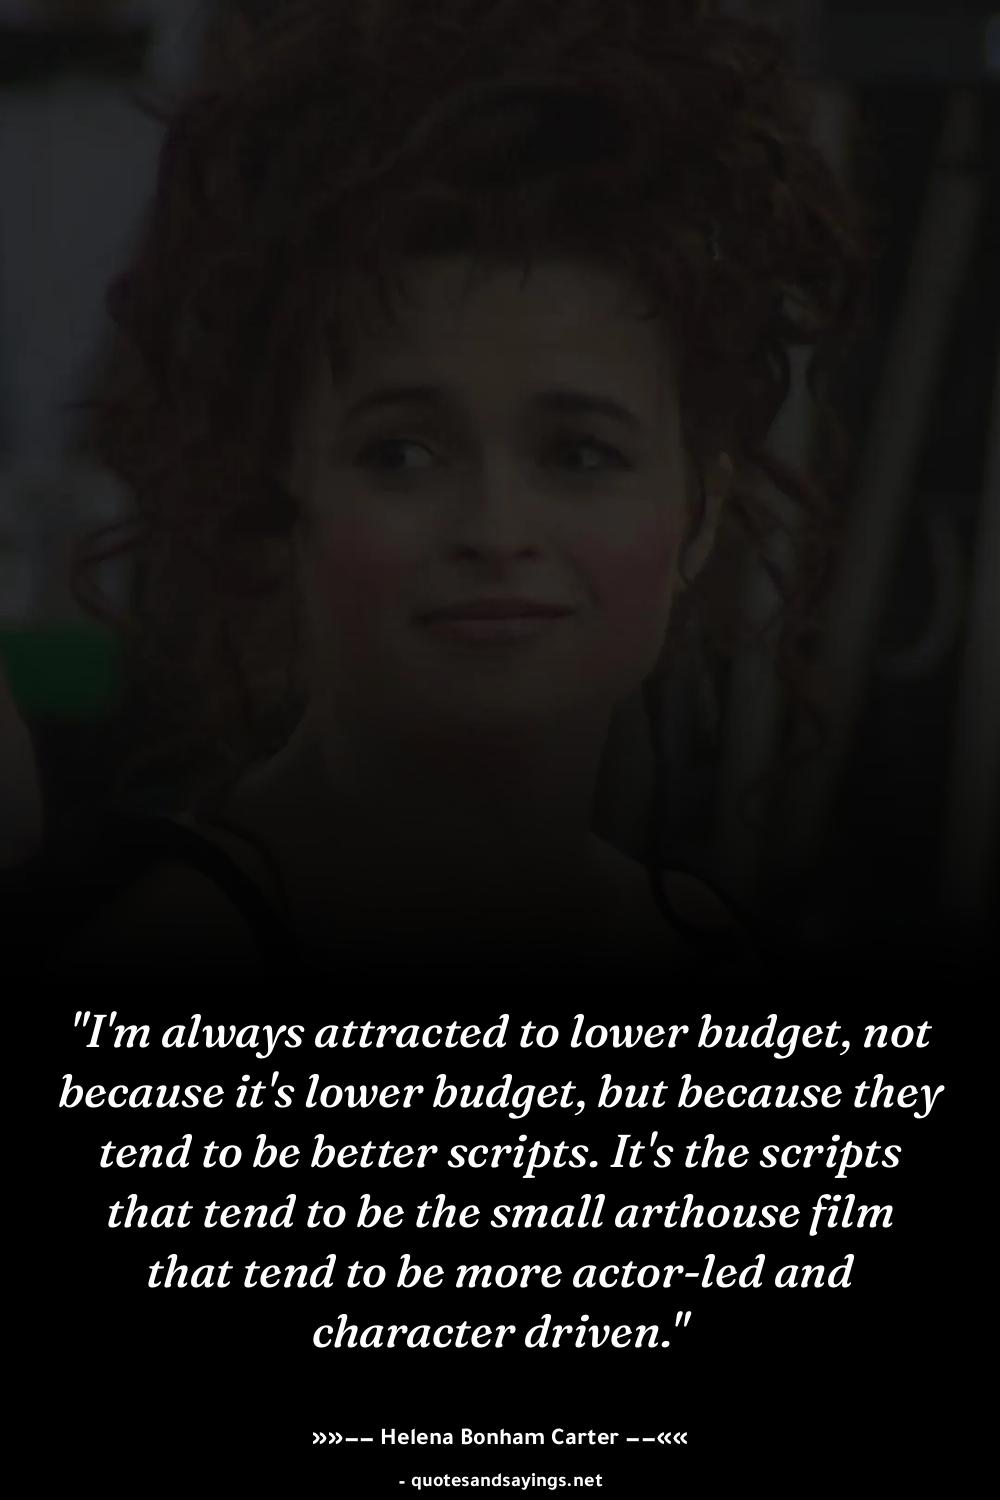 "I'm always attracted to lower budget, not
because it's lower budget, but because they
tend to be better scripts. It's the scripts
that tend to be the small arthouse film
that tend to be more actor-led and
character driven."
»»–– Helena Bonham Carter ––««
- quotesandsayings.net